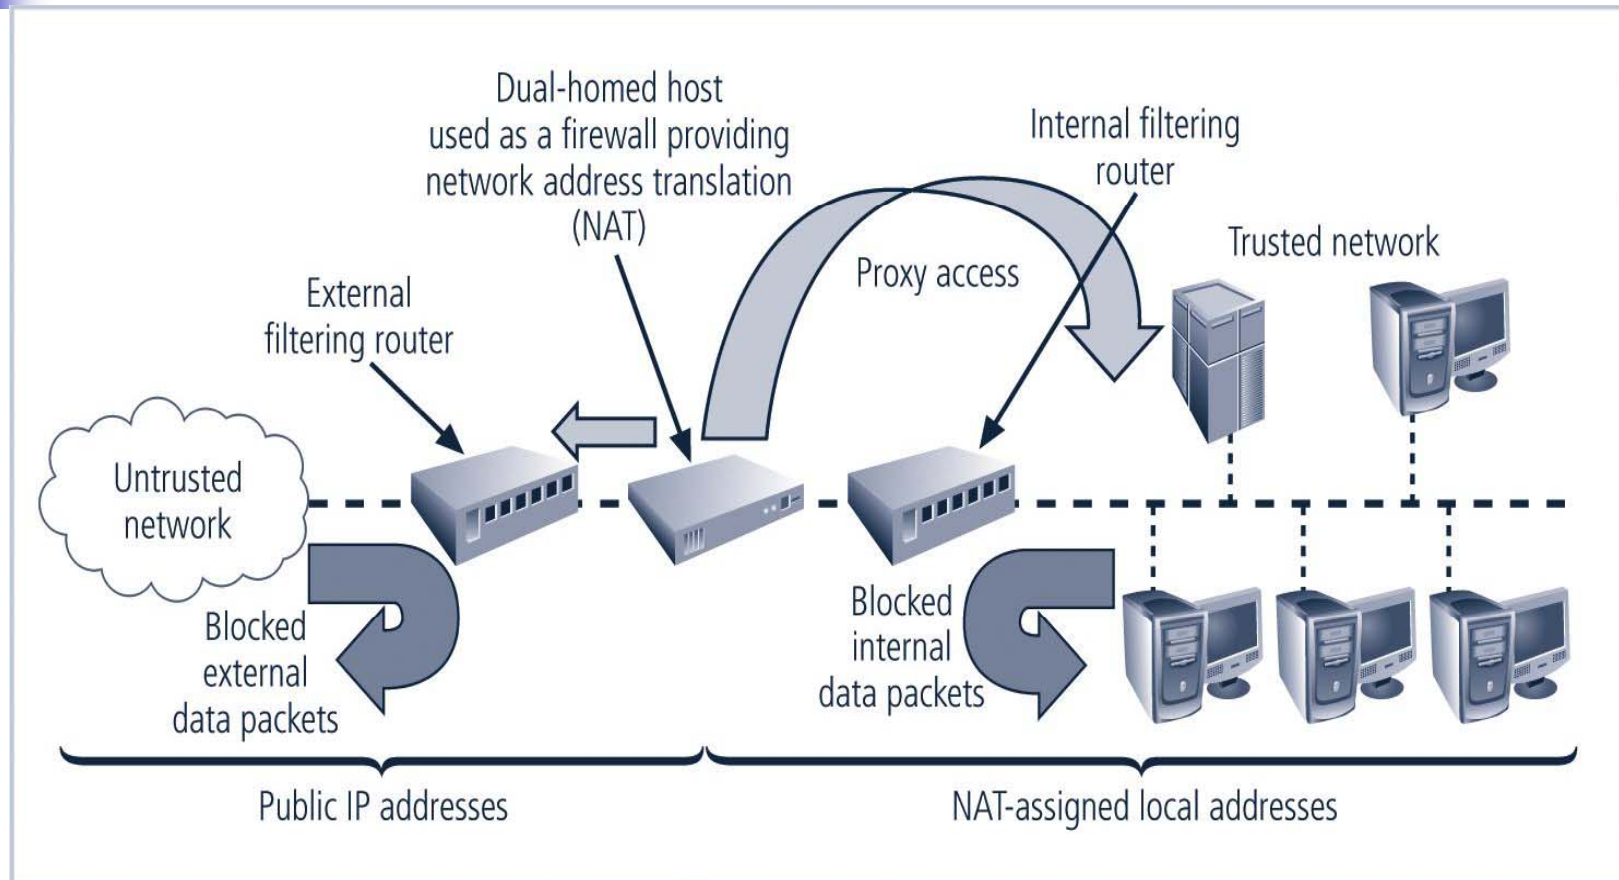 Dual-homed host
used as a firewall providing
network address translation
(NAT)
Internal filtering
router
Trusted network
Proxy access
External
filtering router
Untrusted
network
Blocked
external
data packets
Blocked
internal
data packets
Public IP addresses
NAT-assigned local addresses